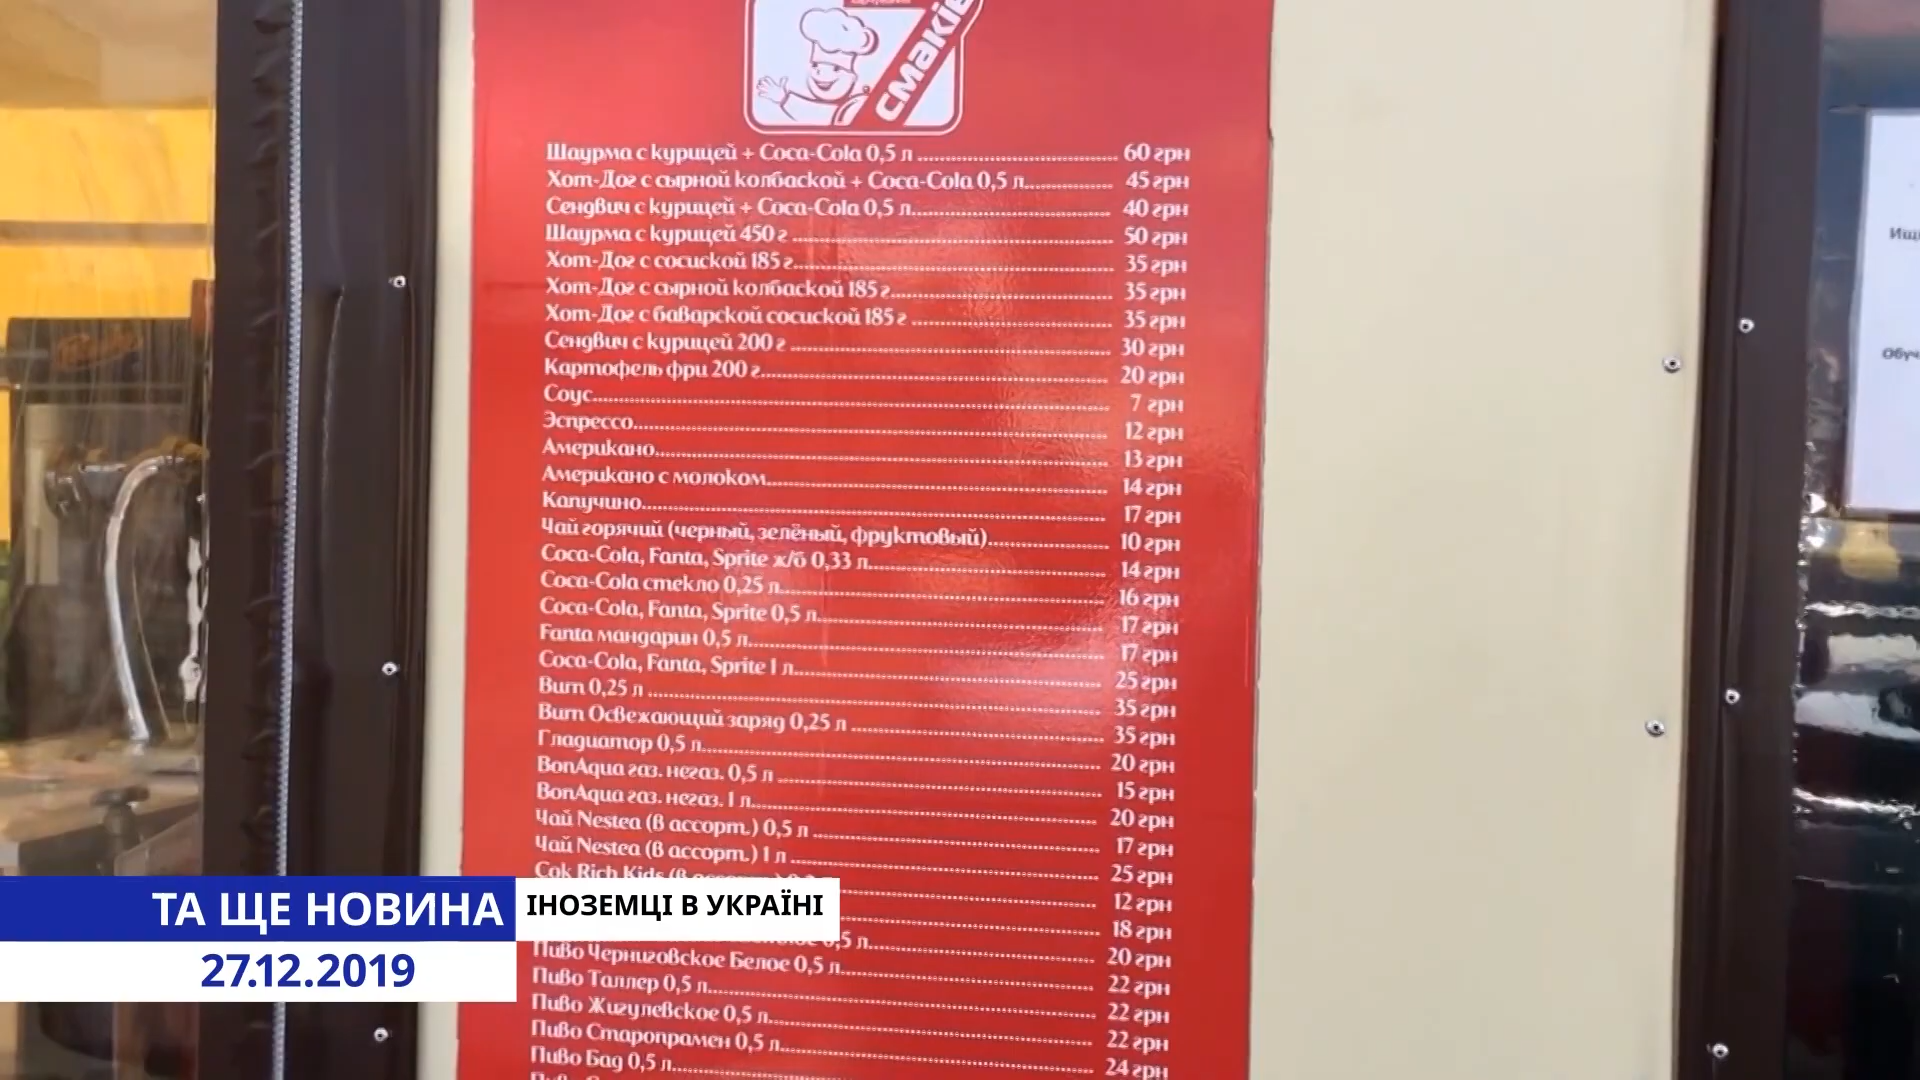 смаків
Шаурма с курицей + Coca-Cola 0,5 л ........ 60 грн
Хот-Дог с сырной колбаской + Coca-Cola 0,5 л........ 45 грн
Сендвич с курицей + Coca-Cola 0,5 л........ 40 грн
Шаурма с курицей 450 г ........ 50 грн
Хот-Дог с сосиской 185 г........ 35 грн
Хот-Дог с сырной колбаской 185 г........ 35 грн
Хот-Дог с баварской сосиской 185 г ........ 35 грн
Сендвич с курицей 200 г ........ 30 грн
Картофель фри 200 г........ 20 грн
Соус........ 7 грн
Эспрессо........ 12 грн
Американо........ 13 грн
Американо с молоком........ 14 грн
Капучино........ 17 грн
Чай горячий (черный, зелёный, фруктовый)........ 10 грн
Coca-Cola, Fanta, Sprite ж/б 0,33 л........ 14 грн
Coca-Cola стекло 0,25 л........ 16 грн
Coca-Cola, Fanta, Sprite 0,5 л........ 17 грн
Fanta мандарин 0,5 л........ 17 грн
Coca-Cola, Fanta, Sprite 1 л........ 25 грн
Burn 0,25 л ........ 35 грн
Burn Освежающий заряд 0,25 л ........ 35 грн
Гладиатор 0,5 л........ 20 грн
BonAqua газ. негаз. 0,5 л ........ 15 грн
BonAqua газ. негаз. 1 л........ 20 грн
Чай Nestea (в ассорт.) 0,5 л ........ 17 грн
Чай Nestea (в ассорт.) 1 л ........ 25 грн
Сок Rich Kids (в ........ 12 грн
18 грн
0,5 л........ 20 грн
Пиво Черниговское Белое 0,5 л........ 22 грн
Пиво Таллер 0,5 л........ 22 грн
Пиво Жигулевское 0,5 л........ 22 грн
Пиво Старопрамен 0,5 л........ 24 грн
Пиво Бад 0,5 л........
ТА ЩЕ НОВИНА
ІНОЗЕМЦІ В УКРАЇНІ
27.12.2019